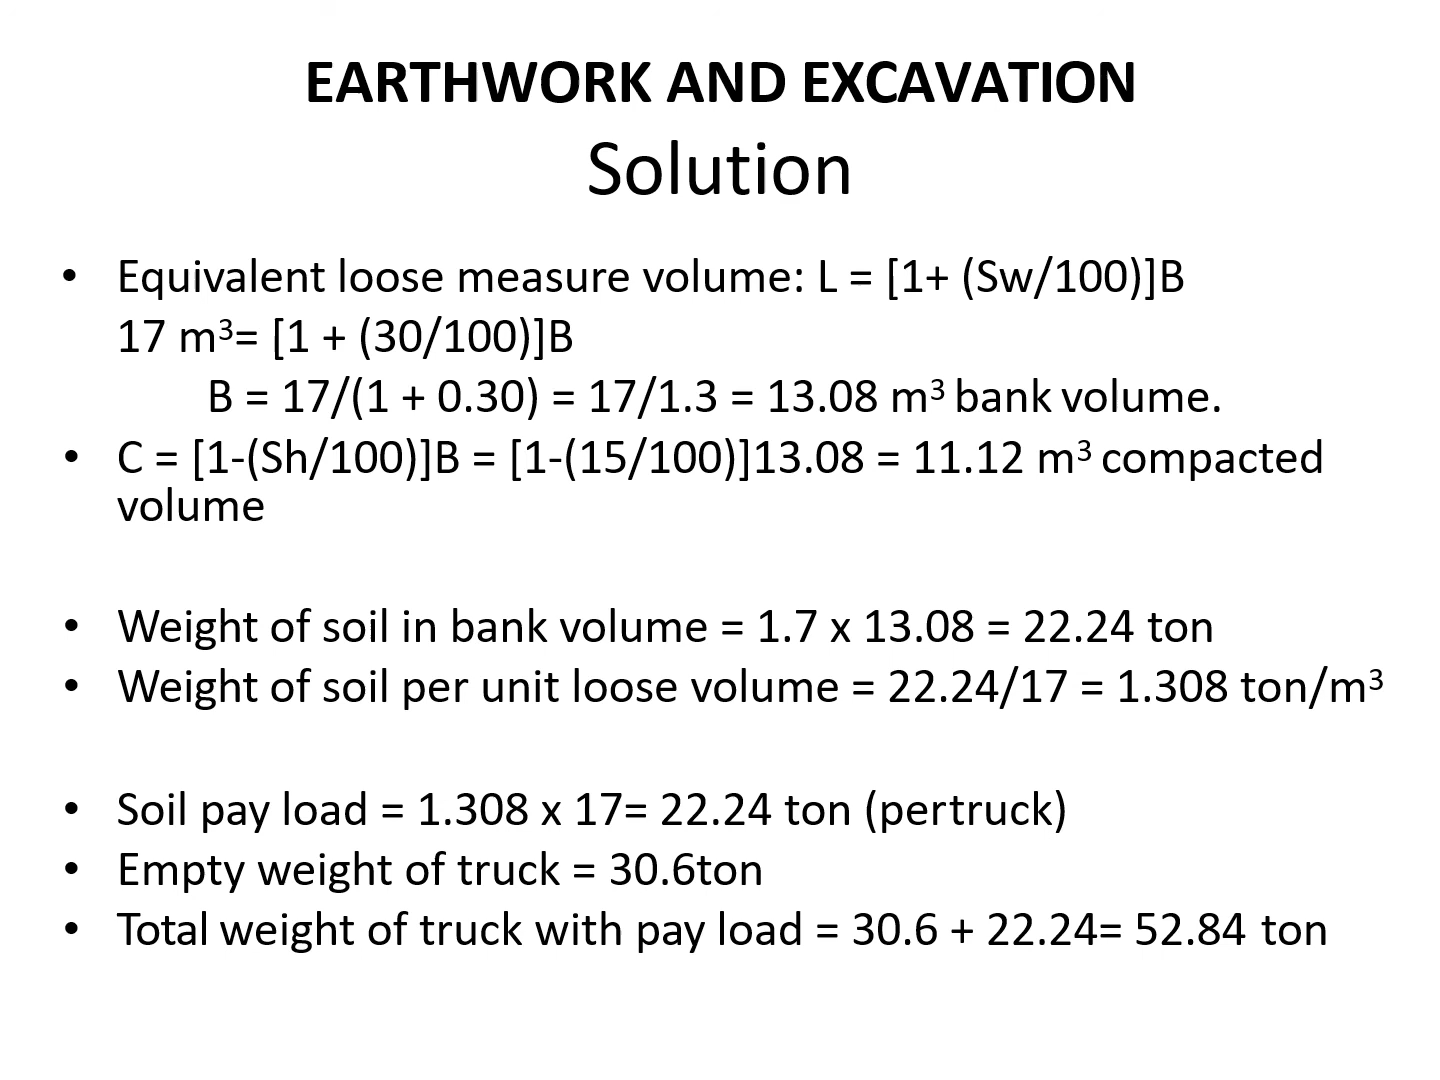 EARTHWORK AND EXCAVATION
Solution
• Equivalent loose measure volume: L = [1+ (Sw/100)]B
17 m³= [1 + (30/100)]B
B = 17/(1 + 0.30) = 17/1.3 = 13.08 m³ bank volume.
• C = [1-(Sh/100)]B = [1-(15/100)]13.08 = 11.12 m³ compacted
volume
• Weight of soil in bank volume = 1.7 x 13.08 = 22.24 ton
• Weight of soil per unit loose volume = 22.24/17 = 1.308 ton/m³
• Soil pay load = 1.308 x 17= 22.24 ton (per truck)
• Empty weight of truck = 30.6ton
• Total weight of truck with pay load = 30.6 + 22.24= 52.84 ton